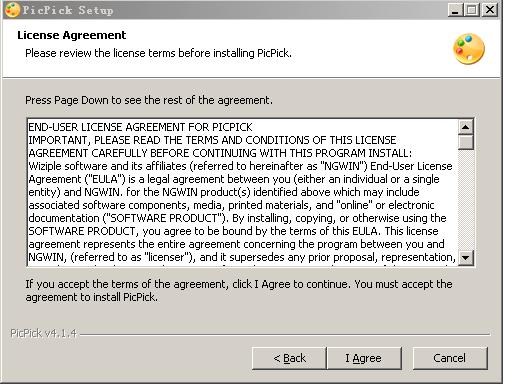 PicPick Setup
License Agreement
Please review the license terms before installing PicPick.
Press Page Down to see the rest of the agreement.
END-USER LICENSE AGREEMENT FOR PICPICK
IMPORTANT, PLEASE READ THE TERMS AND CONDITIONS OF THIS LICENSE
AGREEMENT CAREFULLY BEFORE CONTINUING WITH THIS PROGRAM INSTALL:
Wiziple software and its affiliates (referred to hereinafter as "NGWIN") End-User License
Agreement ("EULA") is a legal agreement between you (either an individual or a single
entity) and NGWIN. for the NGWIN product(s) identified above which may include
associated software components, media, printed materials, and "online" or electronic
documentation ("SOFTWARE PRODUCT"). By installing, copying, or otherwise using the
SOFTWARE PRODUCT, you agree to be bound by the terms of this EULA. This license
agreement represents the entire agreement concerning the program between you and
NGWIN, (referred to as "licenser"), and it supersedes any prior proposal, representation,
If you accept the terms of the agreement, click I Agree to continue. You must accept the
agreement to install PicPick.
PicPick v4.1.4
< Back
I Agree
Cancel